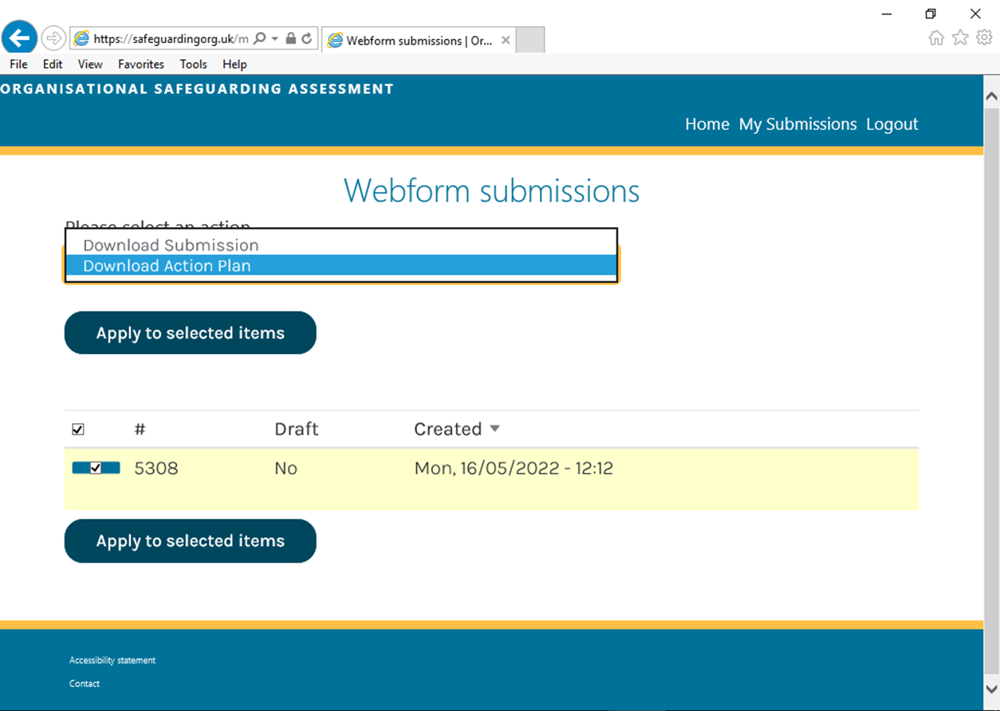 https://safeguardingorg.uk/m
Webform submissions | Or...
File Edit View Favorites Tools Help
ORGANISATIONAL SAFEGUARDING ASSESSMENT
Home My Submissions Logout
Webform submissions
Please select an action
Download Submission
Download Action Plan
Apply to selected items
# Draft Created
5308 No Mon, 16/05/2022 - 12:12
Apply to selected items
Accessibility statement
Contact